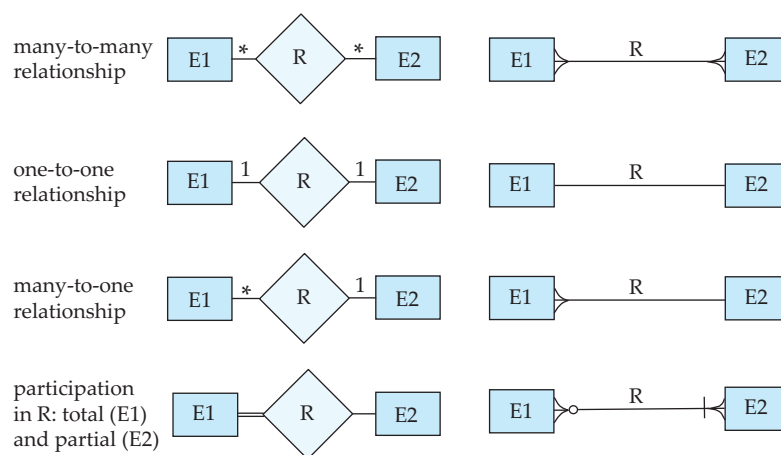 many-to-many
relationship
E1 * R * E2
E1 R E2
one-to-one
relationship
E1 1 R 1 E2
E1 R E2
many-to-one
relationship
E1 * R 1 E2
E1 R E2
participation
in R: total (E1)
and partial (E2)
E1 R E2
E1 R E2